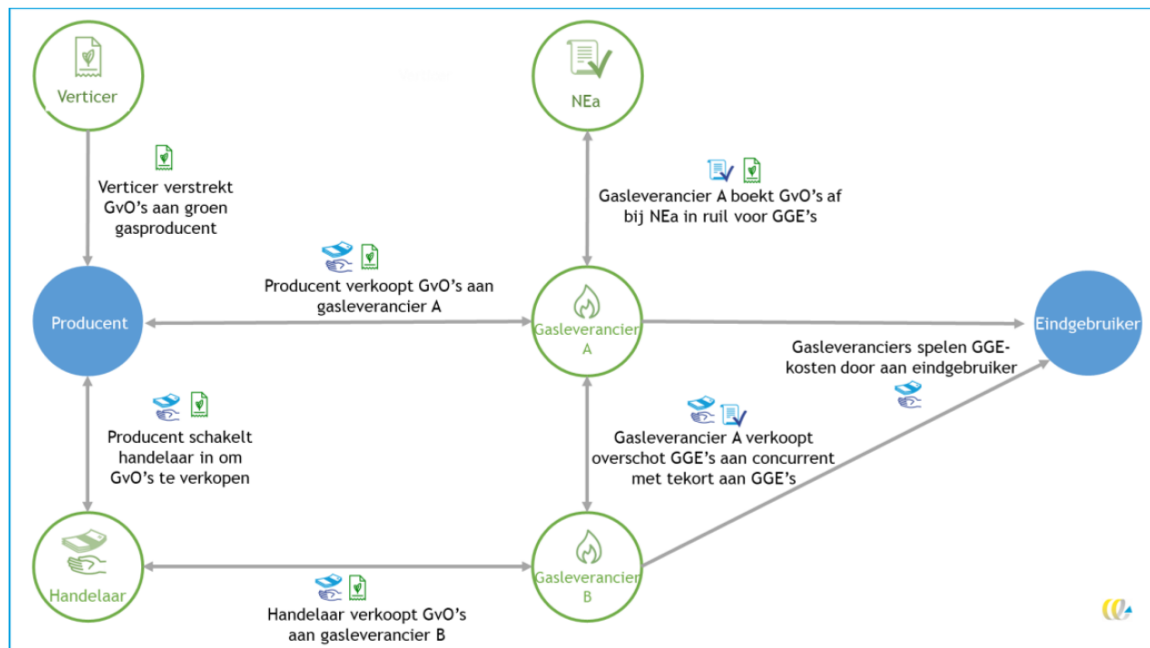 Verticer
NEa
Verticer verstrekt
GvO's aan groen
gasproducent
Gasleverancier A boekt GvO's af
bij NEa in ruil voor GGE's
Producent verkoopt GvO's aan
gasleverancier A
Producent
Gasleverancier
A
Eindgebruiker
Gasleveranciers spelen GGE-
kosten door aan eindgebruiker
Producent schakelt
handelaar in om
GvO's te verkopen
Gasleverancier A verkoopt
overschot GGE's aan concurrent
met tekort aan GGE's
Handelaar
Gasleverancier
B
Handelaar verkoopt GvO's
aan gasleverancier B